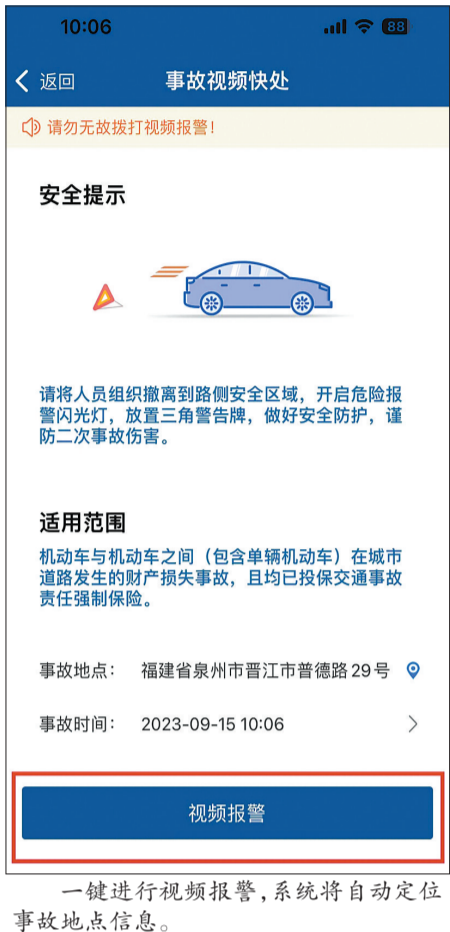 10:06
88
返回 事故视频快处
请勿无故拨打视频报警！
安全提示
请将人员组织撤离到路侧安全区域，开启危险报
警闪光灯，放置三角警告牌，做好安全防护，谨
防二次事故伤害。
适用范围
机动车与机动车之间（包含单辆机动车）在城市
道路发生的财产损失事故，且均已投保交通事故
责任强制保险。
事故地点： 福建省泉州市晋江市普德路29号
事故时间： 2023-09-15 10:06
视频报警
一键进行视频报警，系统将自动定位
事故地点信息。